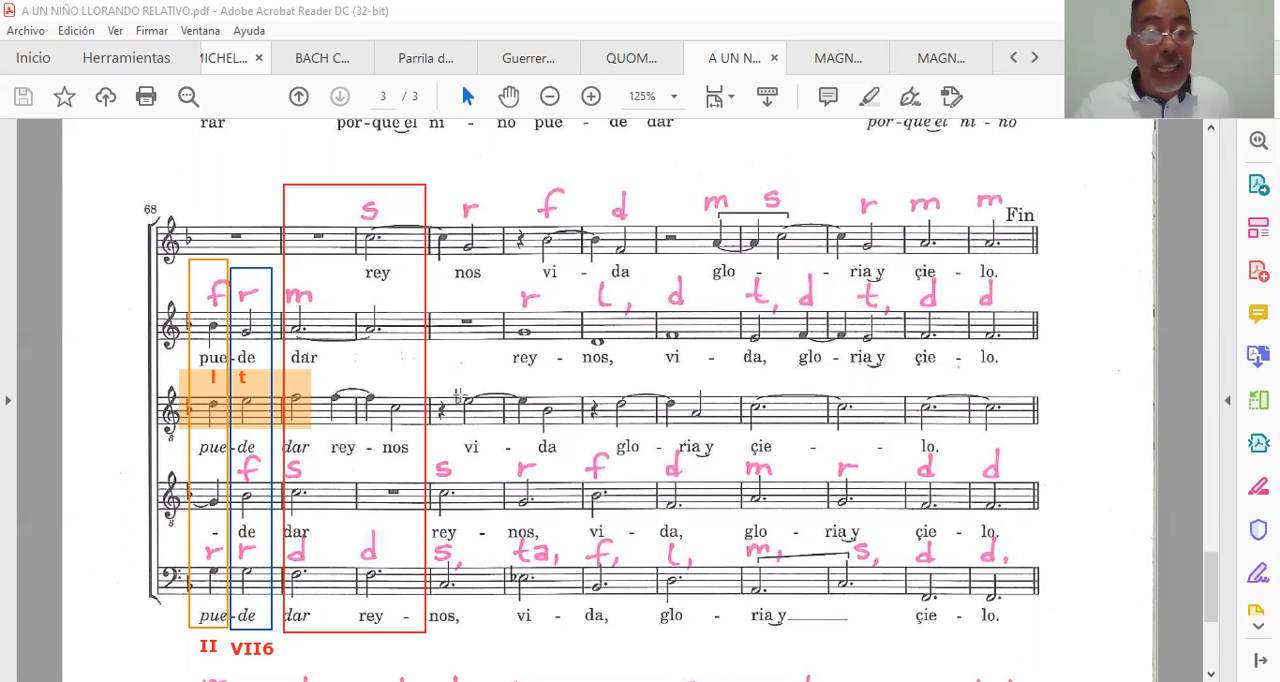 A UN NIÑO LLORANDO RELATIVO.pdf - Adobe Acrobat Reader DC (32-bit)
Archivo Edición Ver Firmar Ventana Ayuda
Inicio Herramientas MICHEL... × BACH C... Parrila d... Guerrer... QUOM... A UN N... × MAGN... MAGN...
3 / 3 125%
rar por-que el ni - no pue - de dar por-que el ni - no
68
s r f d m s r m m Fin
rey nos vi - da glo - - ria y çie - lo.
f r m r l, d t, d t, d d
pue-de dar rey - nos, vi - da, glo - ria y çie - lo.
l t
pue-de dar rey - nos vi - da glo - ria y çie - - lo.
f s s r f d m r d d
- de dar rey - nos, vi - da, glo - ria y çie - lo.
r r d d s, ta, f, l, m, s, d d.
pue-de dar rey - nos, vi - da, glo - ria y çie - lo.
II VII6